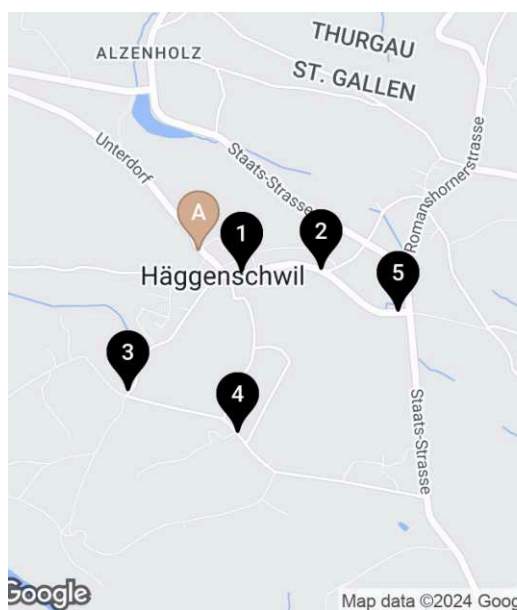 THURGAU
ALZENHOLZ
ST. GALLEN
Unterdorf
Staats-Strasse
Romanshornerstrasse
A
1
2
Häggenschwil
5
3
4
Staats-Strasse
Google
Map data ©2024 Goog